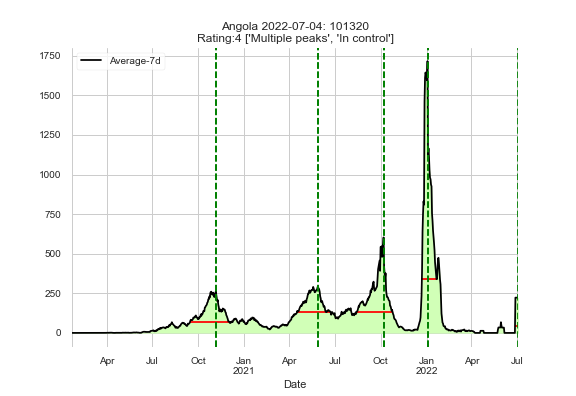 Angola 2022-07-04: 101320
Rating:4 ['Multiple peaks', 'In control']
Average-7d
1750
1500
1250
1000
750
500
250
0
Apr Jul Oct Jan Apr Jul Oct Jan Apr Jul
2021 2022
Date